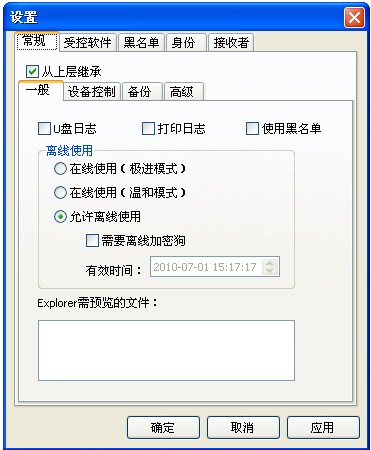 设置
常规 受控软件 黑名单 身份 接收者
从上层继承
一般 设备控制 备份 高级
U盘日志 打印日志 使用黑名单
离线使用
在线使用（极进模式）
在线使用（温和模式）
允许离线使用
需要离线加密狗
有效时间： 2010-07-01 15:17:17
Explorer需预览的文件：
确定 取消 应用